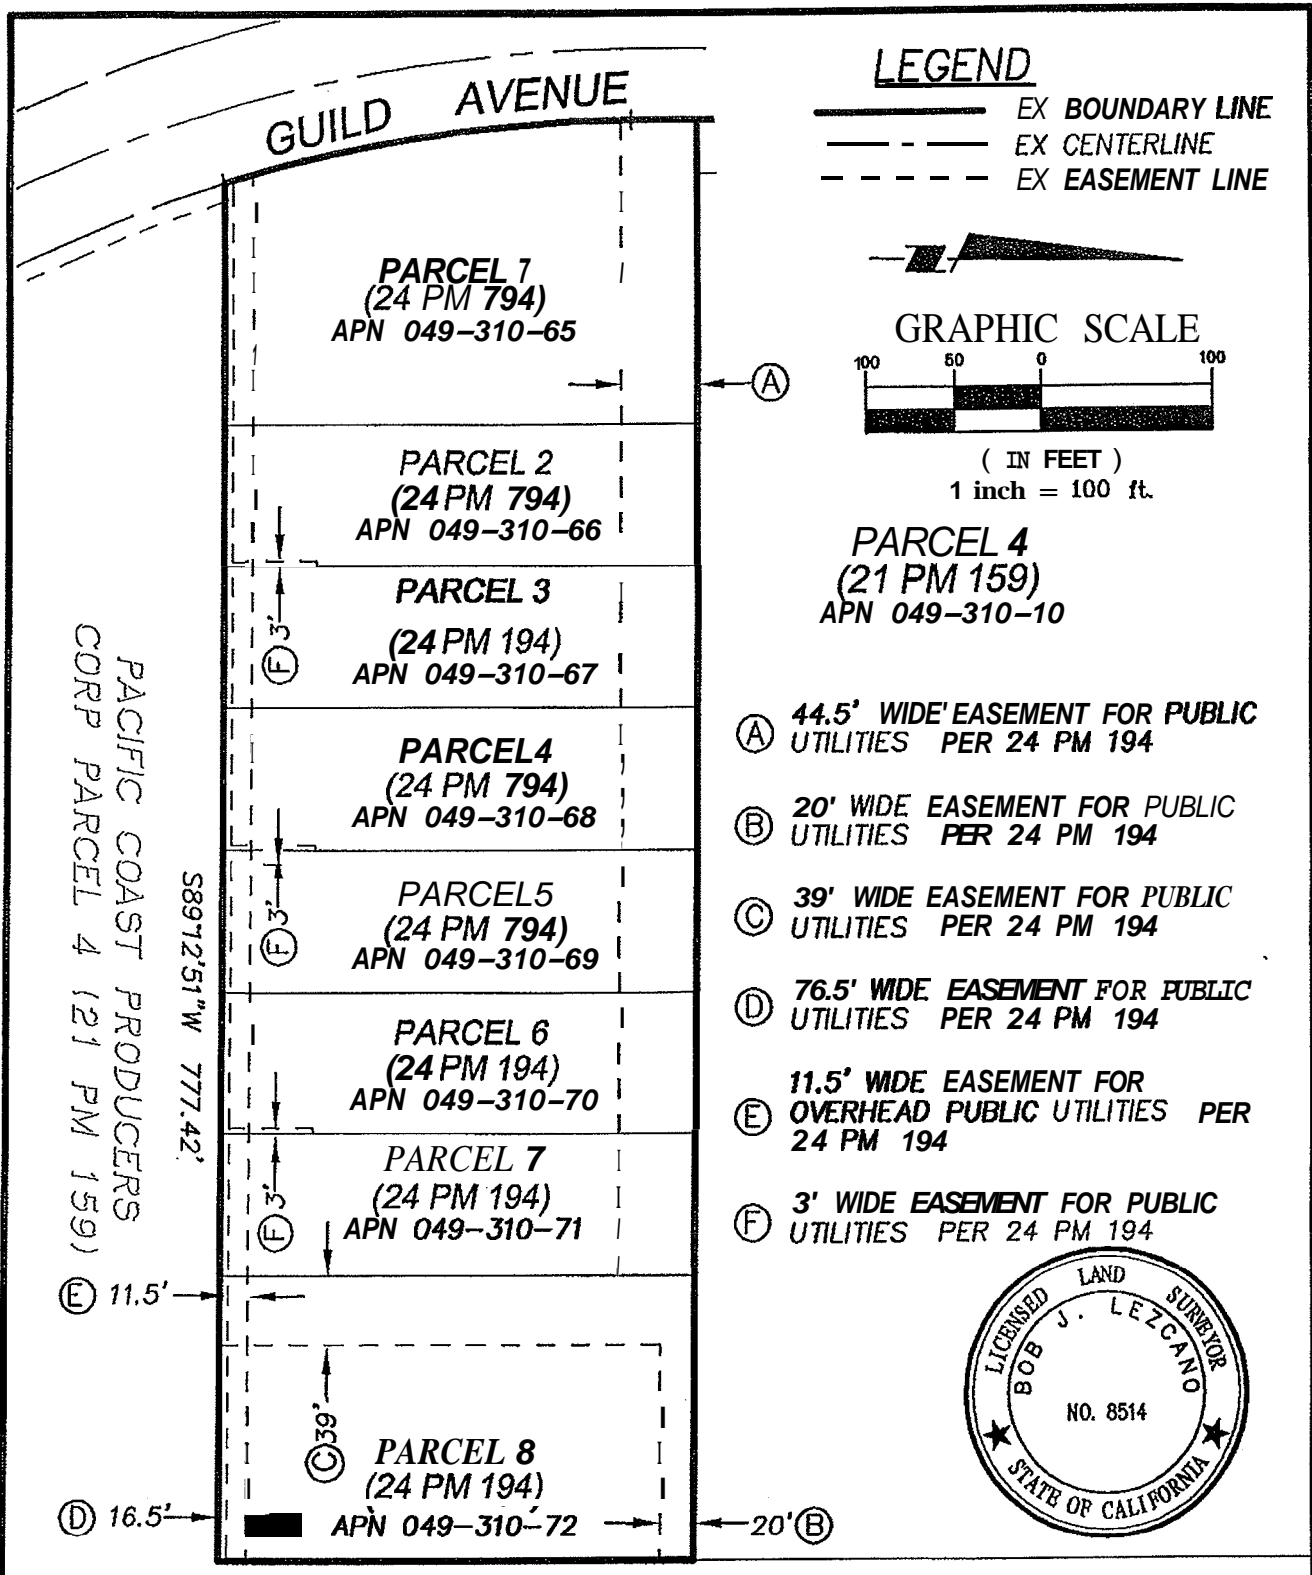 GUILD AVENUE
LEGEND
EX BOUNDARY LINE
EX CENTERLINE
EX EASEMENT LINE
PARCEL 1
(24 PM 794)
APN 049-310-65
A
GRAPHIC SCALE
100 50 0 100
( IN FEET )
1 inch = 100 ft.
PARCEL 2
(24 PM 794)
APN 049-310-66
PARCEL 4
(21 PM 159)
APN 049-310-10
PARCEL 3
(24 PM 194)
APN 049-310-67
F 3'
PARCEL4
(24 PM 794)
APN 049-310-68
PARCEL5
(24 PM 794)
APN 049-310-69
F 3'
PARCEL 6
(24 PM 194)
APN 049-310-70
PARCEL 7
(24 PM 194)
APN 049-310-71
F 3'
PACIFIC COAST PRODUCERS
CORP PARCEL 4 (21 PM 159)
S8912'51"W 777.42'
E 11.5'
C 39'
PARCEL 8
(24 PM 194)
APN 049-310-72
D 16.5'
20' B
A 44.5' WIDE' EASEMENT FOR PUBLIC
UTILITIES PER 24 PM 194
B 20' WIDE EASEMENT FOR PUBLIC
UTILITIES PER 24 PM 194
C 39' WIDE EASEMENT FOR PUBLIC
UTILITIES PER 24 PM 194
D 76.5' WIDE EASEMENT FOR PUBLIC
UTILITIES PER 24 PM 194
E 11.5' WIDE EASEMENT FOR
OVERHEAD PUBLIC UTILITIES PER
24 PM 194
F 3' WIDE EASEMENT FOR PUBLIC
UTILITIES PER 24 PM 194
LICENSED LAND SURVEYOR
BOB J. LEZCANO
NO. 8514
STATE OF CALIFORNIA